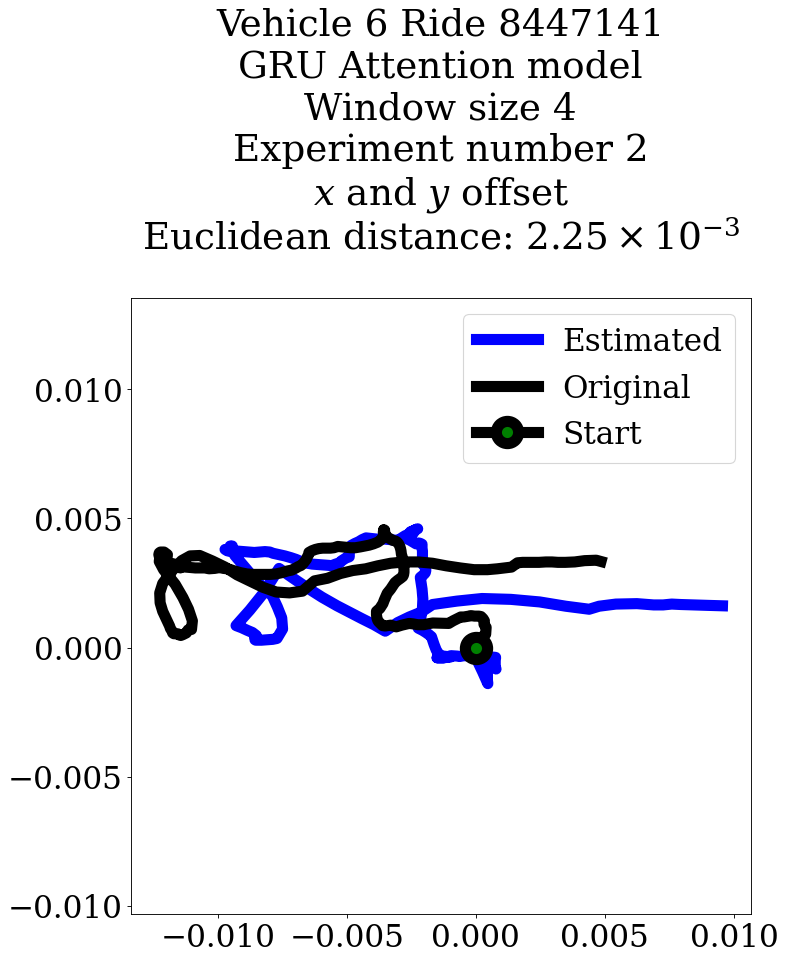 Vehicle 6 Ride 8447141
GRU Attention model
Window size 4
Experiment number 2
x and y offset
Euclidean distance: 2.25 × 10⁻³
Estimated
Original
Start
0.010
0.005
0.000
−0.005
−0.010
−0.010 −0.005 0.000 0.005 0.010